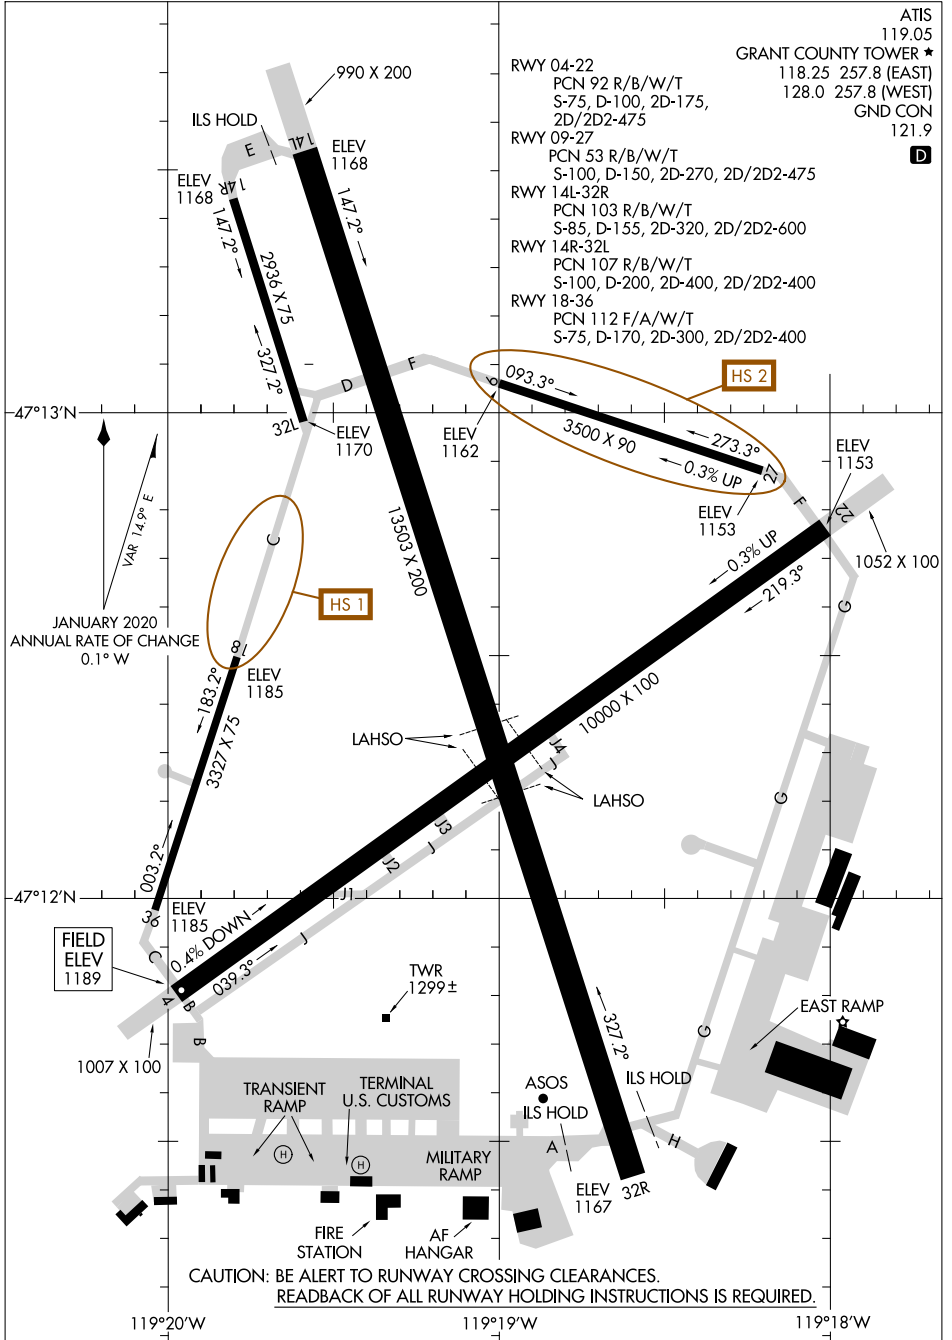 ATIS
119.05
GRANT COUNTY TOWER ★
118.25 257.8 (EAST)
128.0 257.8 (WEST)
GND CON
121.9
D
RWY 04-22
PCN 92 R/B/W/T
S-75, D-100, 2D-175,
2D/2D2-475
RWY 09-27
PCN 53 R/B/W/T
S-100, D-150, 2D-270, 2D/2D2-475
RWY 14L-32R
PCN 103 R/B/W/T
S-85, D-155, 2D-320, 2D/2D2-600
RWY 14R-32L
PCN 107 R/B/W/T
S-100, D-200, 2D-400, 2D/2D2-400
RWY 18-36
PCN 112 F/A/W/T
S-75, D-170, 2D-300, 2D/2D2-400
990 X 200
ILS HOLD
E
14L
ELEV
1168
ELEV
1168
14R
147.2°
147.2°
2936 X 75
327.2°
32L
ELEV
1170
D
F
HS 2
9
093.3°
3500 X 90
273.3°
0.3% UP
27
ELEV
1162
ELEV
1153
ELEV
1153
F
22
1052 X 100
47°13'N
VAR 14.9° E
JANUARY 2020
ANNUAL RATE OF CHANGE
0.1° W
C
HS 1
13503 X 200
0.3% UP
219.3°
G
18
ELEV
1185
183.2°
3327 X 75
003.2°
10000 X 100
LAHSO
LAHSO
J4
J
J3
J
J2
J1
J
G
47°12'N
36
ELEV
1185
C
FIELD
ELEV
1189
0.4% DOWN
039.3°
4
B
B
1007 X 100
TWR
1299±
327.2°
G
EAST RAMP
TRANSIENT
RAMP
TERMINAL
U.S. CUSTOMS
ASOS
ILS HOLD
ILS HOLD
H
H
H
A
MILITARY
RAMP
ELEV
1167
32R
FIRE
STATION
AF
HANGAR
CAUTION: BE ALERT TO RUNWAY CROSSING CLEARANCES.
READBACK OF ALL RUNWAY HOLDING INSTRUCTIONS IS REQUIRED.
119°20'W
119°19'W
119°18'W